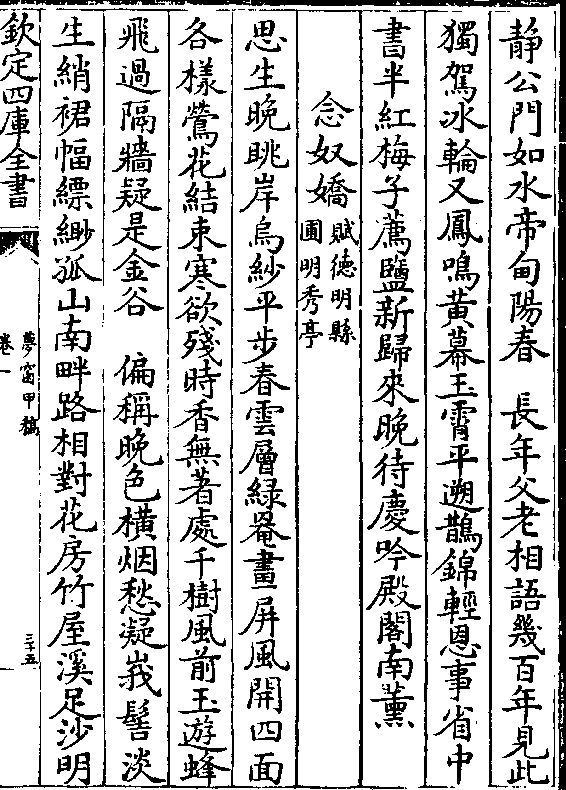 静公門如水帝甸陽春　長年父老相語幾百年見此
獨駕冰輪又鳳鳴黃幕玉霄平遡鵲錦輕恩事省中
書半紅梅子薦鹽新歸來晚待慶吟殿閣南薰
念奴嬌賦德明縣圃明秀亭
思生晚眺岸烏紗平步春雲層綠罨畫屏風開四面
各樣鶯花結束寒欲殘時香無著處千樹風前玉遊蜂
飛過隔牆疑是金谷　偏稱晚色橫烟愁凝峩髻淡
生綃裙幅縹緲孤山南畔路相對花房竹屋溪足沙明
欽定四庫全書
夢窗甲稿
卷一
三十五